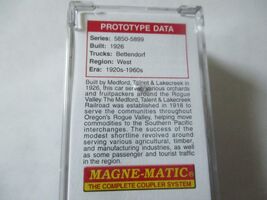 PROTOTYPE DATA
Series: 5850-5899
Built: 1926
Trucks: Bettendorf
Region: West
Era: 1920s-1960s
Built by Medford, Talent & Lakecreek in
1926, this car serves various orchards
and fruitpackers around the Rogue
Valley. The Medford, Talent & Lakecreek
Railroad was established in 1916 to
serve the communities throughout
Oregon's Rogue Valley, helping move
commodities to the Southern Pacific
interchanges. The success of the
modest shortline revolved around
serving various agricultural, timber,
and manufacturing industries, as well
as some passenger and tourist traffic
in the region.
MAGNE-MATIC®
THE COMPLETE COUPLER SYSTEM